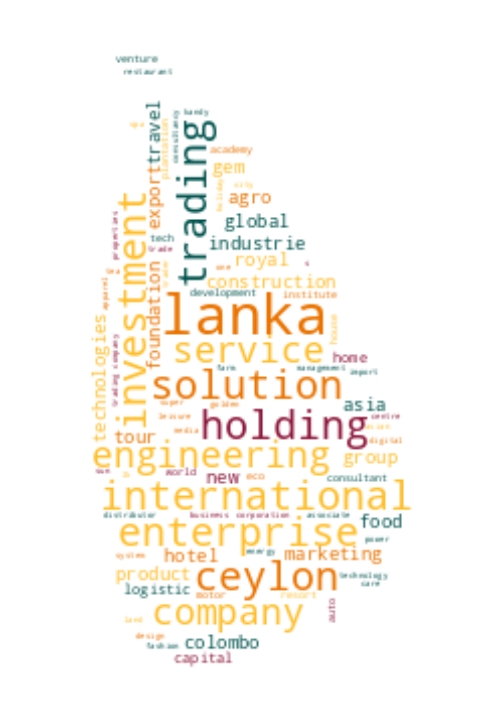 venture
restaurant
travel
kandy
consultancy
plantation
trading
academy
gem
agro
export
global
tech
trade
industrie
properties
investment
royal
construction
development
institute
apparel
foundation
lanka
house
service
technologies
trading company
home
farm
management
import
solution
super
golden
asia
leisure
holding
centre
media
tour
digital
engineering
group
world
new
eco
consultant
international
distributor
business
corporation
associate
food
enterprise
power
system
hotel
energy
marketing
product
ceylon
technology
care
logistic
motor
resort
company
auto
land
design
fashion
colombo
capital